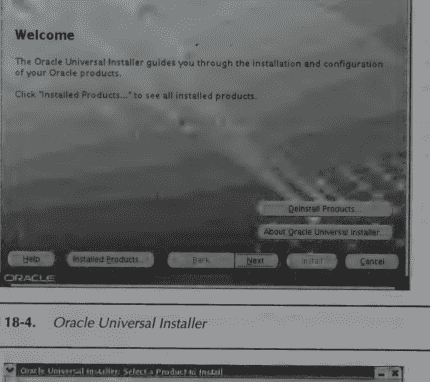 Welcome
The Oracle Universal Installer guides you through the installation and configuration
of your Oracle products.
Click "Installed Products..." to see all installed products.
Deinstall Products...
About Oracle Universal Installer...
Help Installed Products... Back Next Install Cancel
ORACLE
18-4. Oracle Universal Installer
Oracle Universal Installer: Select a Product to Install